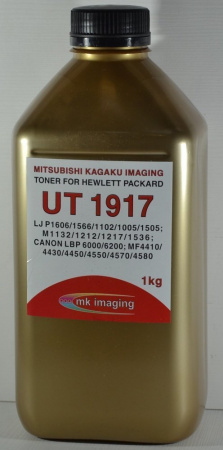 MITSUBISHI KAGAKU IMAGING
TONER FOR HEWLETT PACKARD
UT 1917
LJ P1606/1566/1102/1005/1505;
M1132/1212/1217/1536;
CANON LBP 6000/6200; MF4410/
4430/4450/4550/4570/4580
1kg
mk imaging